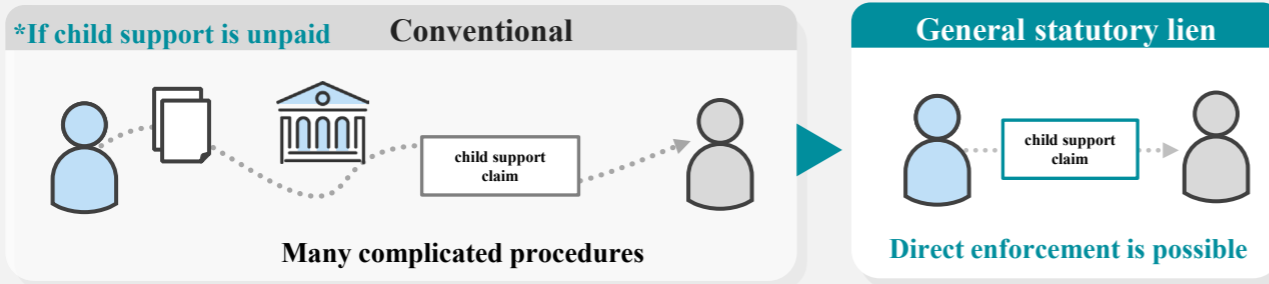 *If child support is unpaid
Conventional
child support
claim
Many complicated procedures
General statutory lien
child support
claim
Direct enforcement is possible